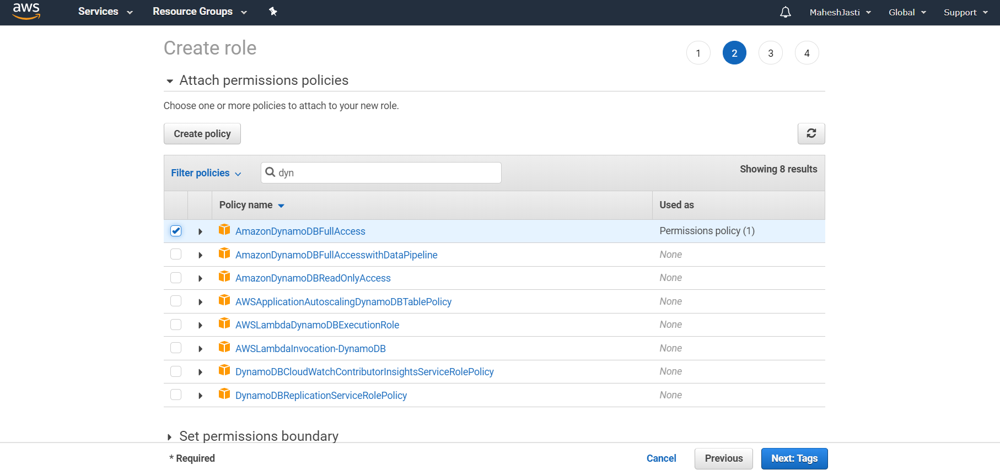 aws Services Resource Groups MaheshJasti Global Support
Create role 1 2 3 4
Attach permissions policies
Choose one or more policies to attach to your new role.
Create policy
Filter policies dyn Showing 8 results
Policy name Used as
AmazonDynamoDBFullAccess Permissions policy (1)
AmazonDynamoDBFullAccesswithDataPipeline None
AmazonDynamoDBReadOnlyAccess None
AWSApplicationAutoscalingDynamoDBTablePolicy None
AWSLambdaDynamoDBExecutionRole None
AWSLambdaInvocation-DynamoDB None
DynamoDBCloudWatchContributorInsightsServiceRolePolicy None
DynamoDBReplicationServiceRolePolicy None
Set permissions boundary
* Required Cancel Previous Next: Tags